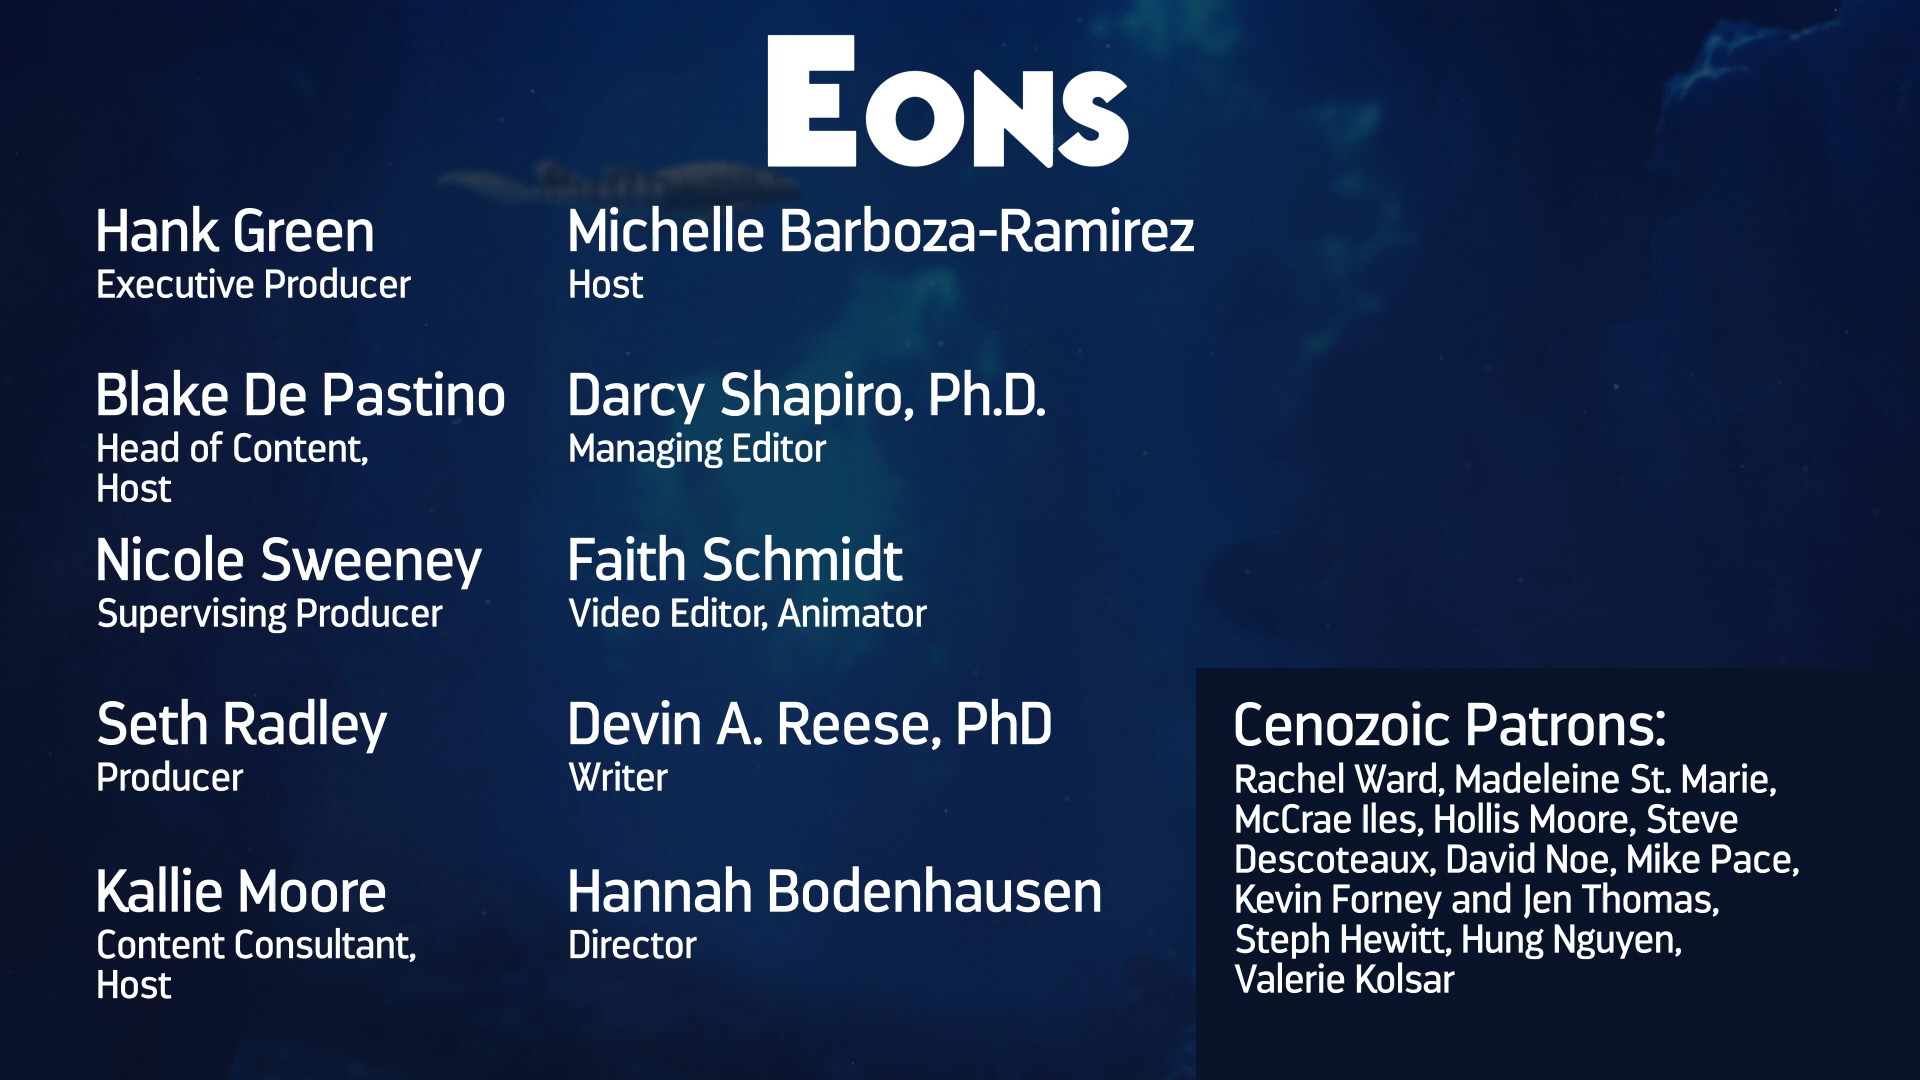 Eons
Hank Green
Executive Producer
Blake De Pastino
Head of Content,
Host
Nicole Sweeney
Supervising Producer
Seth Radley
Producer
Kallie Moore
Content Consultant,
Host
Michelle Barboza-Ramirez
Host
Darcy Shapiro, Ph.D.
Managing Editor
Faith Schmidt
Video Editor, Animator
Devin A. Reese, PhD
Writer
Hannah Bodenhausen
Director
Cenozoic Patrons:
Rachel Ward, Madeleine St. Marie,
McCrae Iles, Hollis Moore, Steve
Descoteaux, David Noe, Mike Pace,
Kevin Forney and Jen Thomas,
Steph Hewitt, Hung Nguyen,
Valerie Kolsar